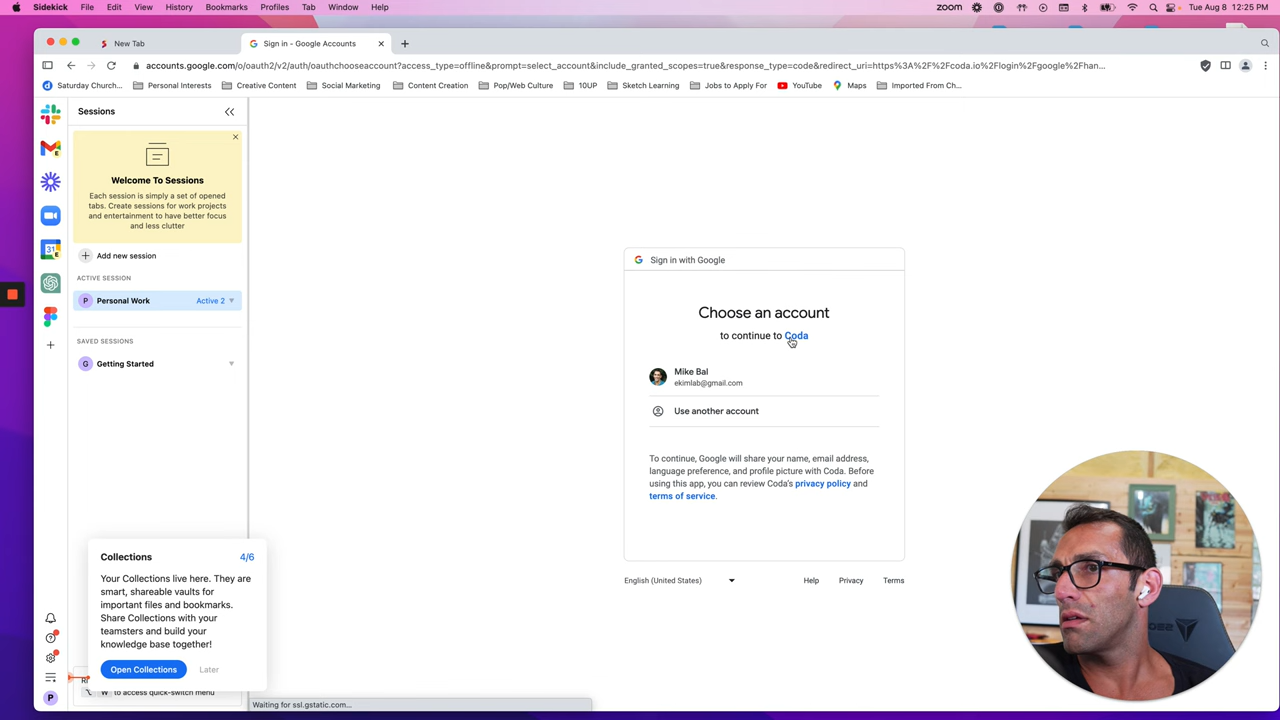 Sidekick File Edit View History Bookmarks Profiles Tab Window Help
zoom Tue Aug 8 12:25 PM
New Tab
Sign in - Google Accounts
accounts.google.com/o/oauth2/v2/auth/oauthchooseaccount?access_type=offline&prompt=select_account&include_granted_scopes=true&response_type=code&redirect_uri=https%3A%2F%2Fcoda.io%2Flogin%2Fgoogle%2Fhan...
Saturday Church... Personal Interests Creative Content Social Marketing Content Creation Pop/Web Culture 10UP Sketch Learning Jobs to Apply For YouTube Maps Imported From Ch...
Sessions
Welcome To Sessions
Each session is simply a set of opened
tabs. Create sessions for work projects
and entertainment to have better focus
and less clutter
Add new session
ACTIVE SESSION
P Personal Work Active 2
SAVED SESSIONS
G Getting Started
31
Collections 4/6
Your Collections live here. They are
smart, shareable vaults for
important files and bookmarks.
Share Collections with your
teamsters and build your
knowledge base together!
Open Collections Later
W to access quick-switch menu
P
Sign in with Google
Choose an account
to continue to Coda
Mike Bal
ekimlab@gmail.com
Use another account
To continue, Google will share your name, email address,
language preference, and profile picture with Coda. Before
using this app, you can review Coda's privacy policy and
terms of service.
English (United States) Help Privacy Terms
Waiting for ssl.gstatic.com...